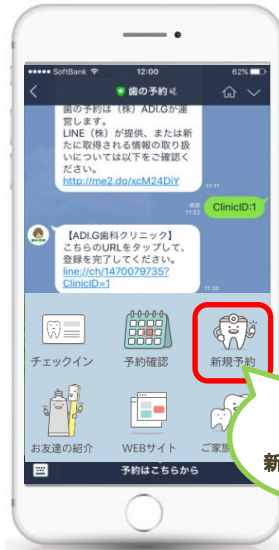 SoftBank 12:00 62%
歯の予約
歯の予約は（株）ADI.Gが運
営します。
LINE（株）が提供、または新
たに取得される情報の取り扱
いについては以下をご確認く
ださい。
http://me2.do/xcM24DiY
11:11
ClinicID:1
11:22
【ADI.G歯科クリニック】
こちらのURLをタップして、
登録を完了してください。
line://ch/1470079735?
ClinicID=1
11:30
チェックイン 予約確認 新規予約
お友達の紹介 WEBサイト ご家族
新
予約はこちらから